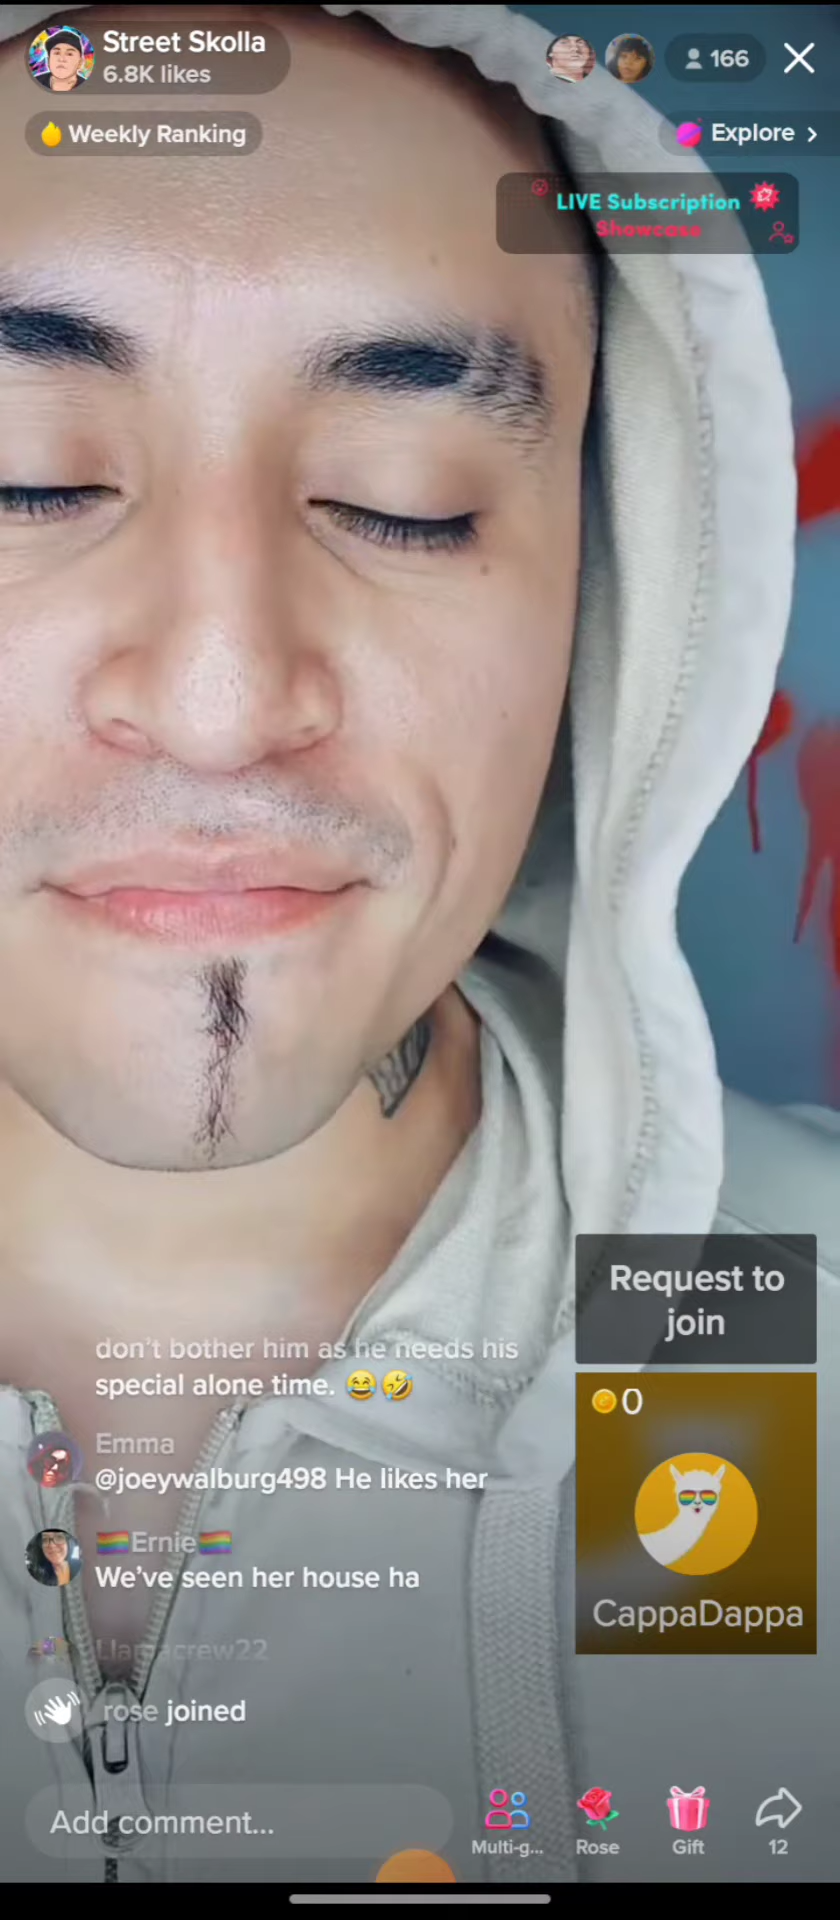 Street Skolla
6.8K likes
166
Weekly Ranking
Explore
LIVE Subscription
Showcase
Request to
join
don't bother him as he needs his
special alone time. 😂🤣
0
Emma
@joeywalburg498 He likes her
🏳️‍🌈Ernie🏳️‍🌈
We've seen her house ha
CappaDappa
Llamacrew22
rose joined
Add comment...
Multi-g...
Rose
Gift
12